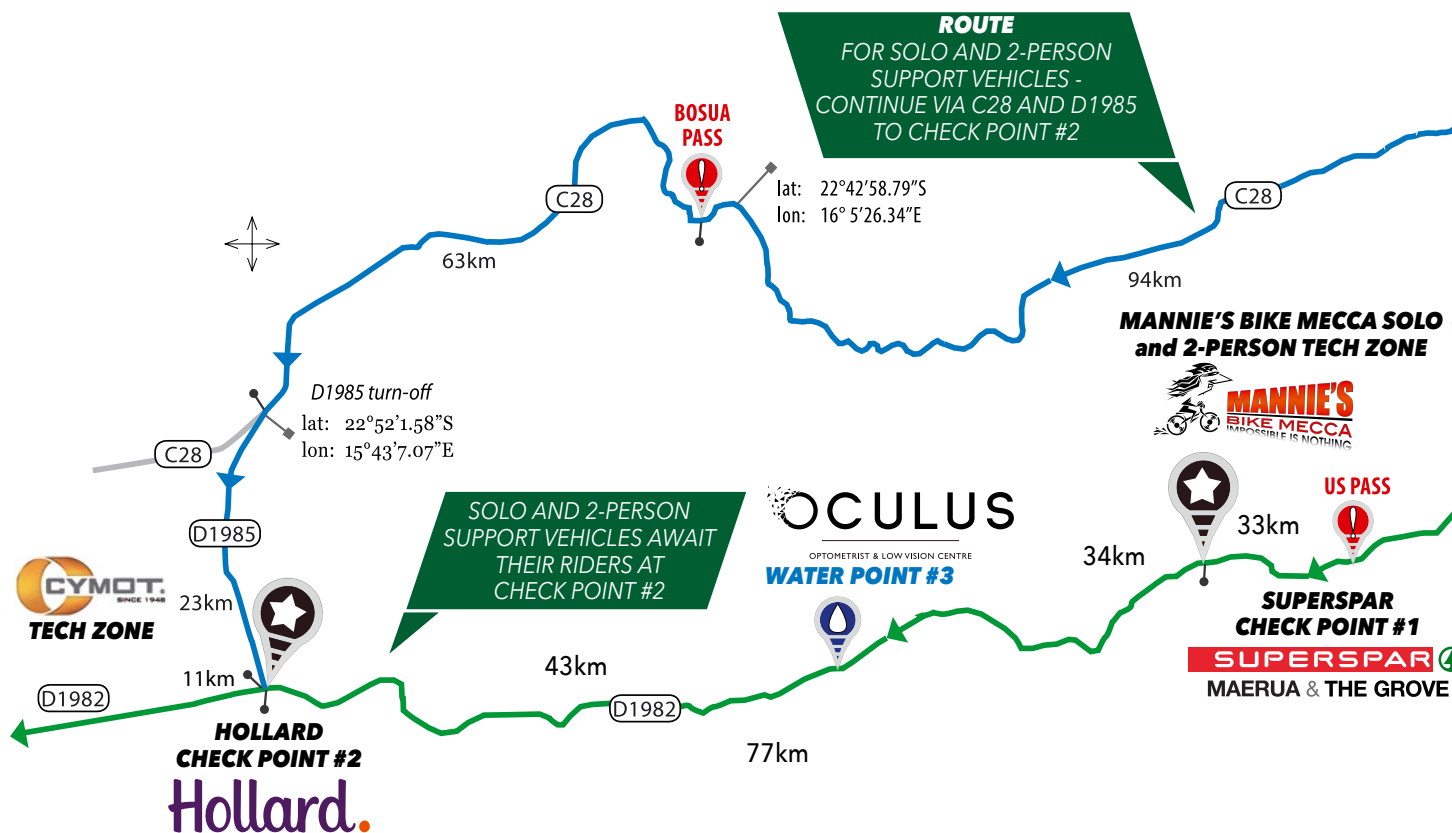 ROUTE
FOR SOLO AND 2-PERSON
SUPPORT VEHICLES -
CONTINUE VIA C28 AND D1985
TO CHECK POINT #2
BOSUA
PASS
lat: 22°42’58.79”S
lon: 16° 5’26.34”E
C28
C28
63km
94km
MANNIE’S BIKE MECCA SOLO
and 2-PERSON TECH ZONE
MANNIE'S
BIKE MECCA
IMPOSSIBLE IS NOTHING
D1985 turn-off
lat: 22°52’1.58”S
lon: 15°43’7.07”E
C28
US PASS
33km
34km
SOLO AND 2-PERSON
SUPPORT VEHICLES AWAIT
THEIR RIDERS AT
CHECK POINT #2
OCULUS
OPTOMETRIST & LOW VISION CENTRE
WATER POINT #3
D1985
CYMOT.
SINCE 1948
TECH ZONE
23km
SUPERSPAR
CHECK POINT #1
SUPERSPAR
MAERUA & THE GROVE
11km
43km
D1982
D1982
77km
HOLLARD
CHECK POINT #2
Hollard.